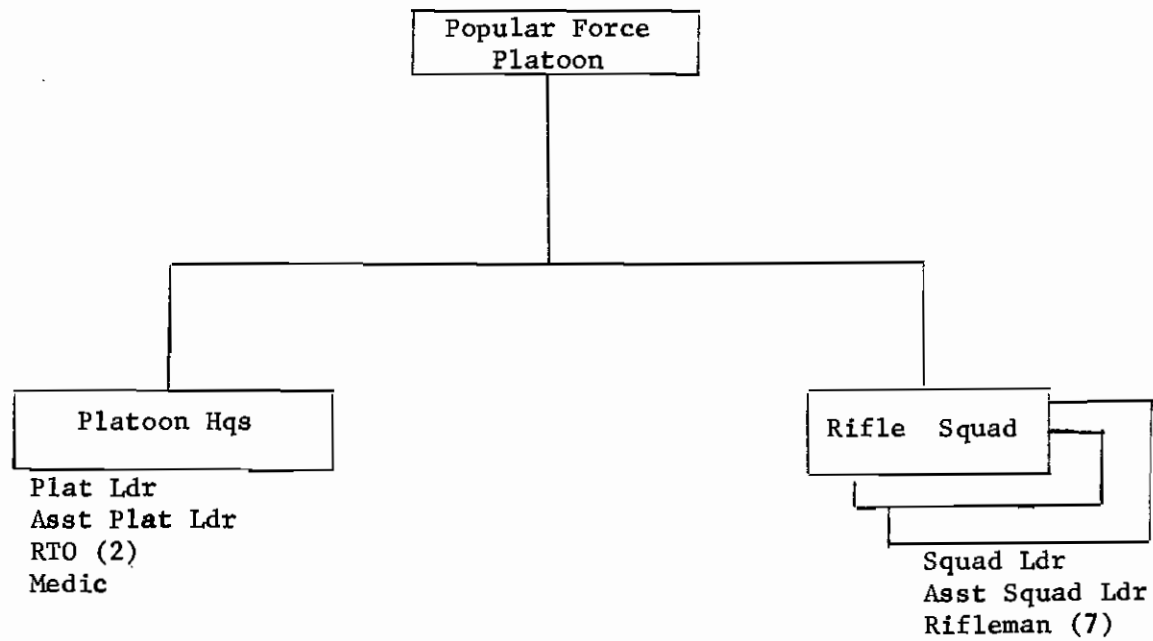 Popular Force
Platoon
Platoon Hqs
Plat Ldr
Asst Plat Ldr
RTO (2)
Medic
Rifle Squad
Squad Ldr
Asst Squad Ldr
Rifleman (7)